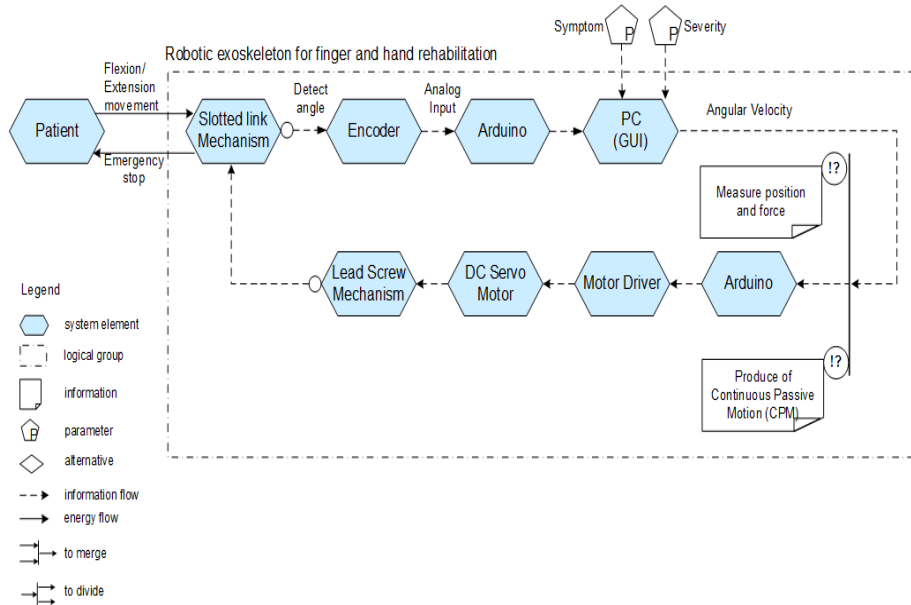 Symptom
P
P
Severity
Robotic exoskeleton for finger and hand rehabilitation
Flexion/
Extension
movement
Patient
Emergency
stop
Slotted link
Mechanism
Detect
angle
Encoder
Analog
Input
Arduino
PC
(GUI)
Angular Velocity
!?
Measure position
and force
Lead Screw
Mechanism
DC Servo
Motor
Motor Driver
Arduino
!?
Produce of
Continuous Passive
Motion (CPM)
Legend
system element
logical group
information
P
parameter
alternative
information flow
energy flow
to merge
to divide